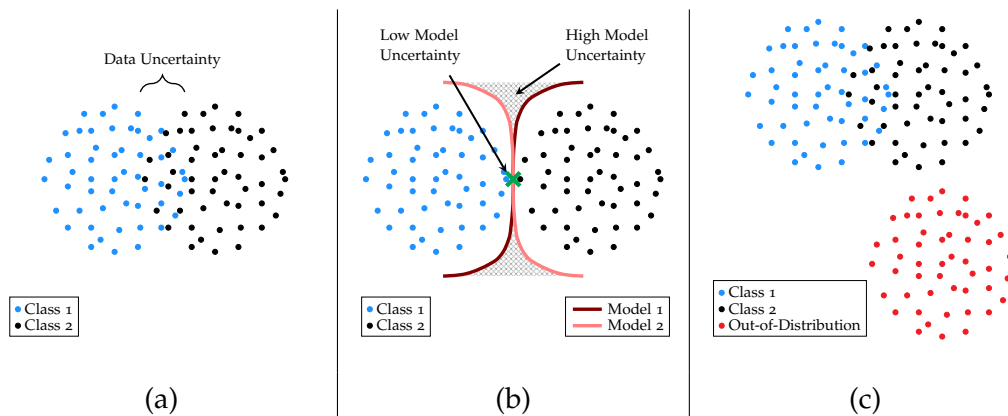 Data Uncertainty
Class 1
Class 2
(a)
Low Model
Uncertainty
High Model
Uncertainty
Class 1
Class 2
Model 1
Model 2
(b)
Class 1
Class 2
Out-of-Distribution
(c)